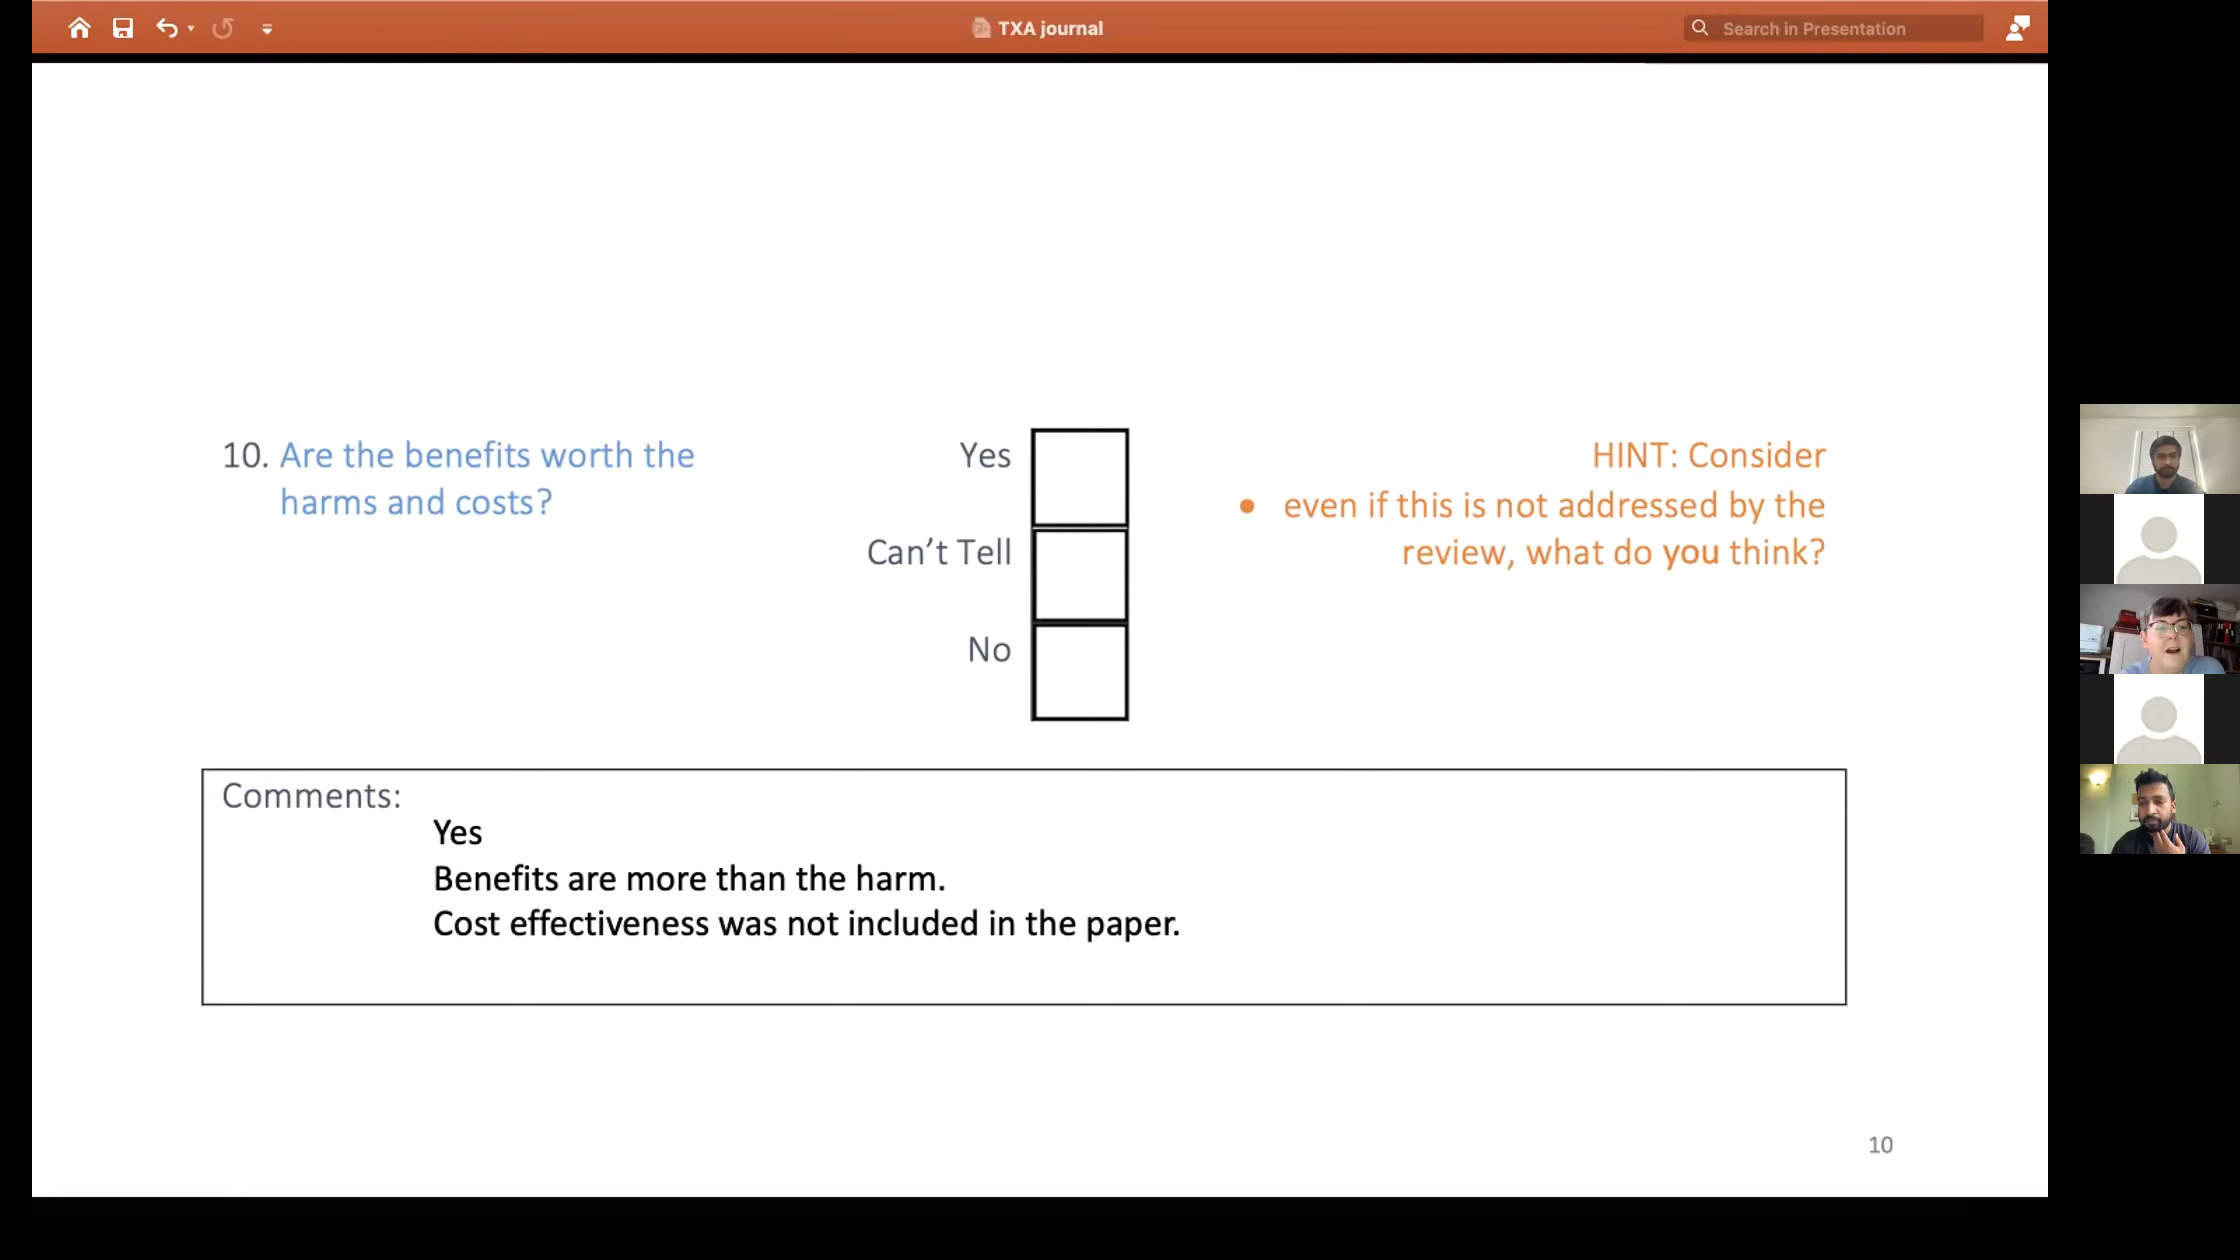 TXA journal
Search in Presentation
10. Are the benefits worth the
harms and costs?
Yes
Can't Tell
No
HINT: Consider
• even if this is not addressed by the
review, what do you think?
Comments:
Yes
Benefits are more than the harm.
Cost effectiveness was not included in the paper.
10